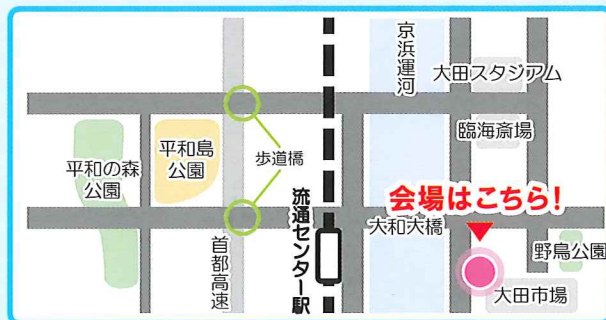 京浜運河
大田スタジアム
臨海斎場
平和の森
公園
平和島
公園
歩道橋
流通センター駅
首都高速
会場はこちら!
大和大橋
野鳥公園
大田市場